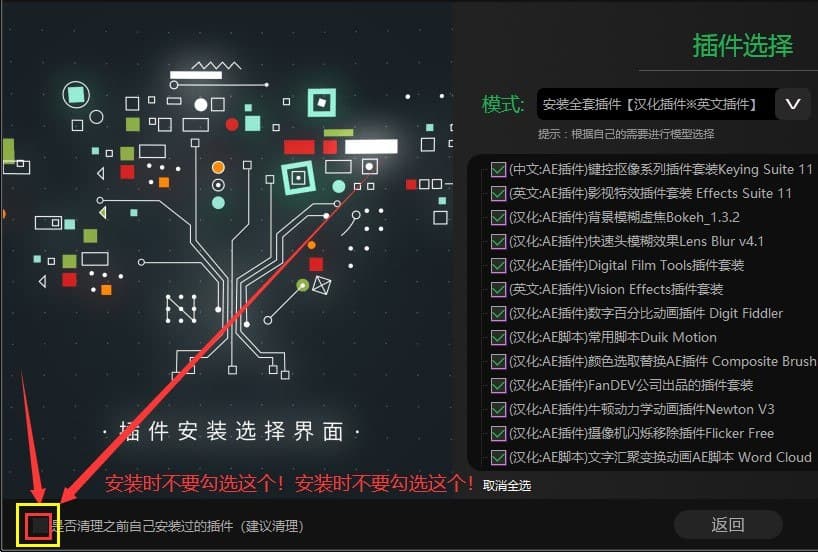 插件选择
模式:
安装全套插件【汉化插件※英文插件】
提示：根据自己的需要进行模型选择
(中文:AE插件)键控抠像系列插件套装Keying Suite 11
(英文:AE插件)影视特效插件套装 Effects Suite 11
(汉化:AE插件)背景模糊虚焦Bokeh_1.3.2
(汉化:AE插件)快速头模糊效果Lens Blur v4.1
(汉化:AE插件)Digital Film Tools插件套装
(英文:AE插件)Vision Effects插件套装
(汉化:AE插件)数字百分比动画插件 Digit Fiddler
(汉化:AE脚本)常用脚本Duik Motion
(汉化:AE插件)颜色选取替换AE插件 Composite Brush
(汉化:AE插件)FanDEV公司出品的插件套装
(汉化:AE插件)牛顿动力学动画插件Newton V3
(汉化:AE插件)摄像机闪烁移除插件Flicker Free
(汉化:AE脚本)文字汇聚变换动画AE脚本 Word Cloud
· 插件安装选择界面 ·
安装时不要勾选这个！安装时不要勾选这个！
取消全选
是否清理之前自己安装过的插件（建议清理）
返回